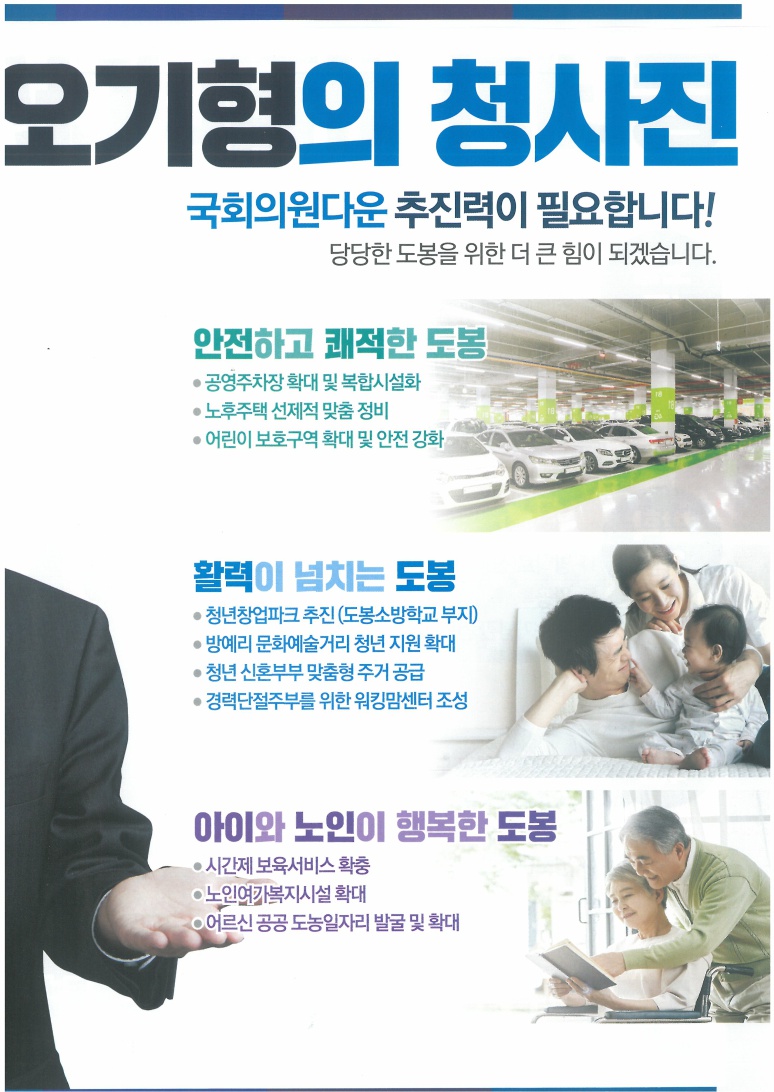 오기형의 청사진
국회의원다운 추진력이 필요합니다!
당당한 도봉을 위한 더 큰 힘이 되겠습니다.
안전하고 쾌적한 도봉
• 공영주차장 확대 및 복합시설화
• 노후주택 선제적 맞춤 정비
• 어린이 보호구역 확대 및 안전 강화
활력이 넘치는 도봉
• 청년창업파크 추진 (도봉소방학교 부지)
• 방예리 문화예술거리 청년 지원 확대
• 청년 신혼부부 맞춤형 주거 공급
• 경력단절주부를 위한 워킹맘센터 조성
아이와 노인이 행복한 도봉
• 시간제 보육서비스 확충
• 노인여가복지시설 확대
• 어르신 공공 도농일자리 발굴 및 확대